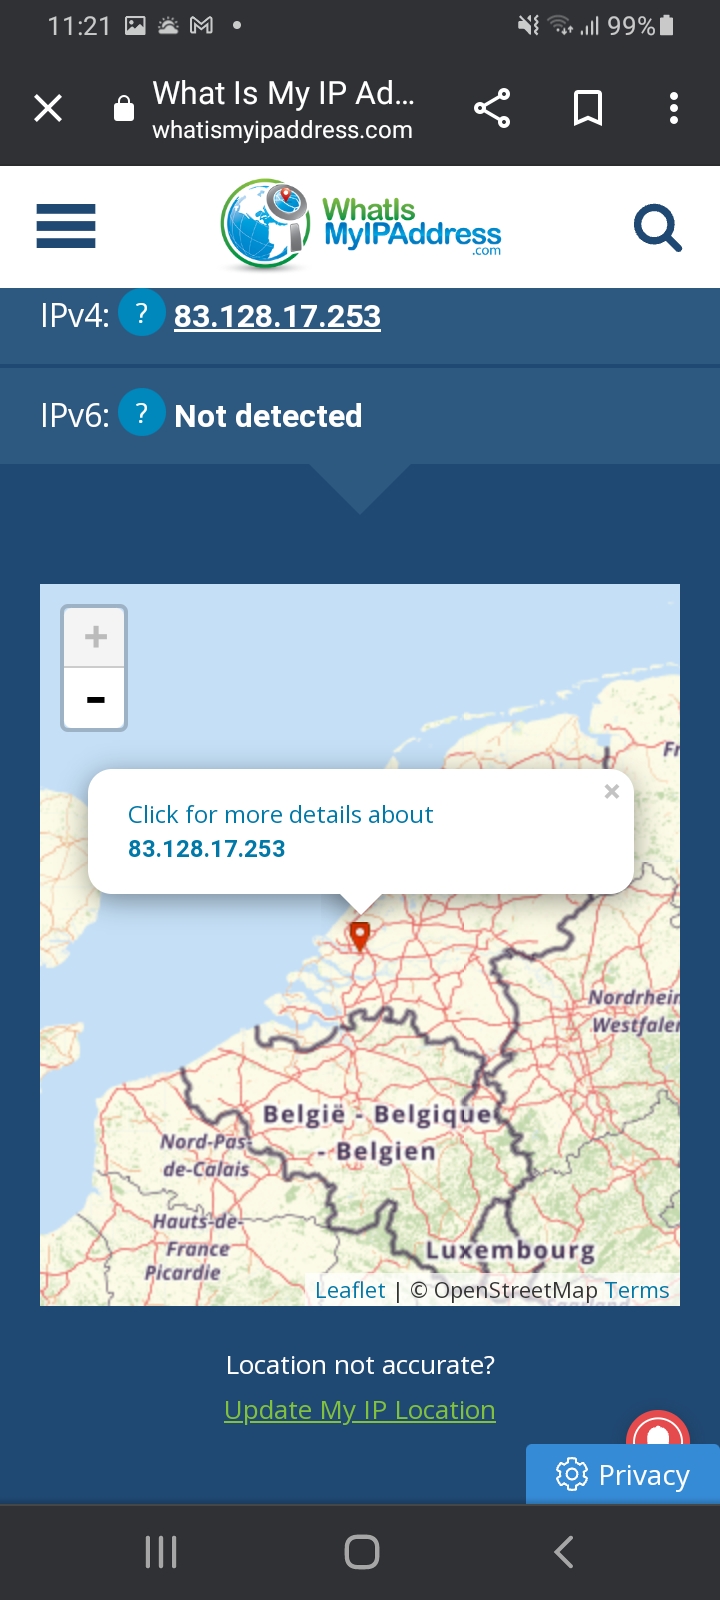 11:21
99%
What Is My IP Ad...
whatismyipaddress.com
WhatIs
MyIPAddress
.com
IPv4: ? 83.128.17.253
IPv6: ? Not detected
+
-
Fr
Click for more details about
83.128.17.253
×
Nordrhein
Westfalen
België - Belgique
- Belgien
Nord-Pas-
de-Calais
Hauts-de-
France
Picardie
Luxembourg
Leaflet | © OpenStreetMap Terms
Location not accurate?
Update My IP Location
Privacy